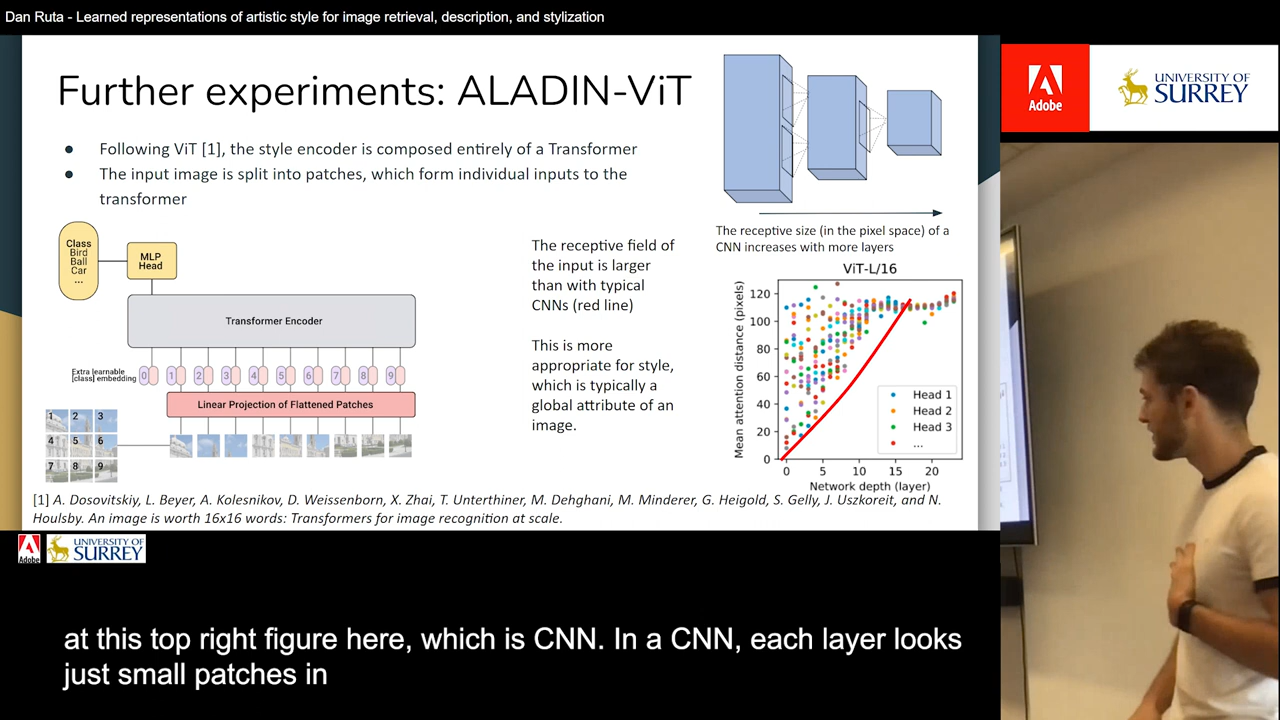 Dan Ruta - Learned representations of artistic style for image retrieval, description, and stylization
Further experiments: ALADIN-ViT
● Following ViT [1], the style encoder is composed entirely of a Transformer
● The input image is split into patches, which form individual inputs to the
transformer
Class
Bird
Ball
Car
...
MLP
Head
Transformer Encoder
Extra learnable
[class] embedding
0 1 2 3 4 5 6 7 8 9
Linear Projection of Flattened Patches
1 2 3
4 5 6
7 8 9
The receptive field of
the input is larger
than with typical
CNNs (red line)
This is more
appropriate for style,
which is typically a
global attribute of an
image.
The receptive size (in the pixel space) of a
CNN increases with more layers
ViT-L/16
Mean attention distance (pixels)
120
100
80
60
40
20
0
Head 1
Head 2
Head 3
...
0 5 10 15 20
Network depth (layer)
[1] A. Dosovitskiy, L. Beyer, A. Kolesnikov, D. Weissenborn, X. Zhai, T. Unterthiner, M. Dehghani, M. Minderer, G. Heigold, S. Gelly, J. Uszkoreit, and N.
Houlsby. An image is worth 16x16 words: Transformers for image recognition at scale.
Adobe
UNIVERSITY OF
SURREY
Adobe
UNIVERSITY OF
SURREY
at this top right figure here, which is CNN. In a CNN, each layer looks
just small patches in